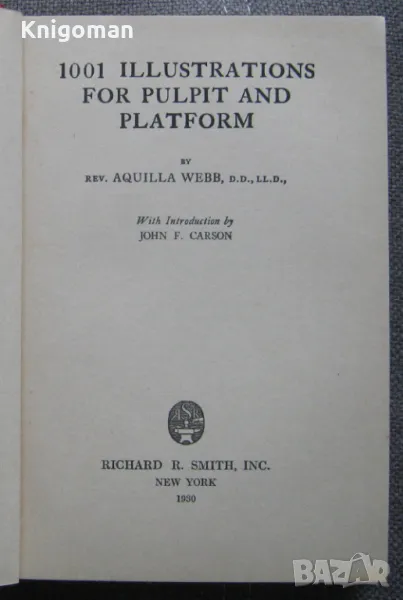 Knigoman
1001 ILLUSTRATIONS
FOR PULPIT AND
PLATFORM
BY
REV. AQUILLA WEBB, D.D., LL.D.,
With Introduction by
JOHN F. CARSON
RICHARD R. SMITH, INC.
NEW YORK
1930
BAZAR